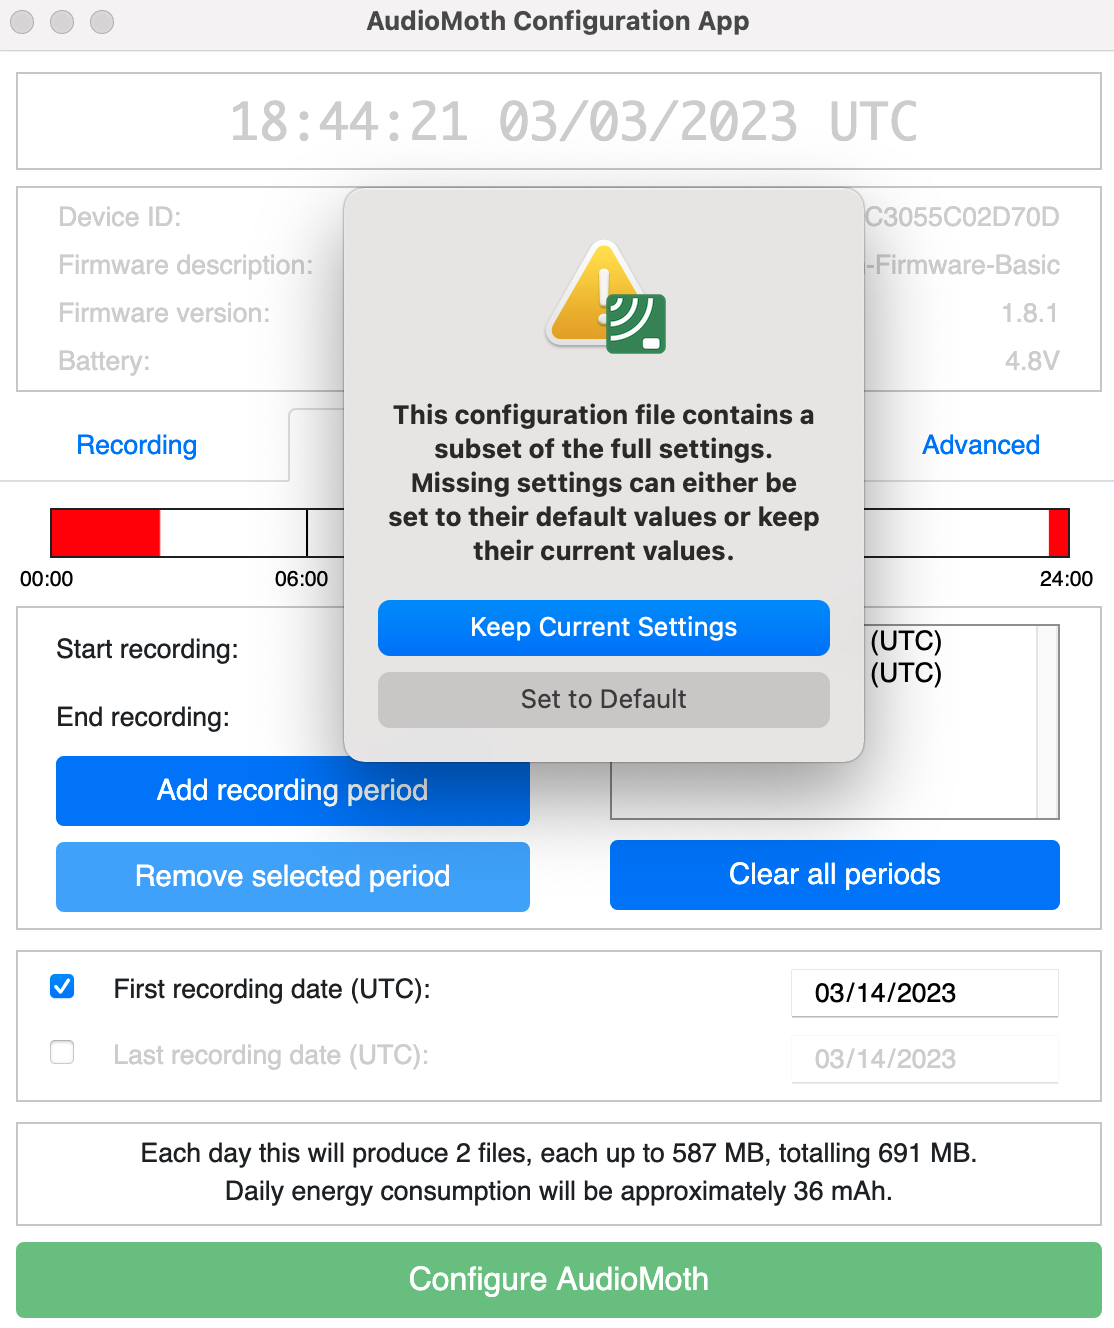 AudioMoth Configuration App
18:44:21 03/03/2023 UTC
Device ID:
C3055C02D70D
Firmware description:
-Firmware-Basic
Firmware version:
1.8.1
Battery:
4.8V
This configuration file contains a
subset of the full settings.
Missing settings can either be
set to their default values or keep
their current values.
Keep Current Settings
Set to Default
Recording
Advanced
00:00
06:00
24:00
Start recording:
End recording:
(UTC)
(UTC)
Add recording period
Remove selected period
Clear all periods
First recording date (UTC):
03/14/2023
Last recording date (UTC):
03/14/2023
Each day this will produce 2 files, each up to 587 MB, totalling 691 MB.
Daily energy consumption will be approximately 36 mAh.
Configure AudioMoth